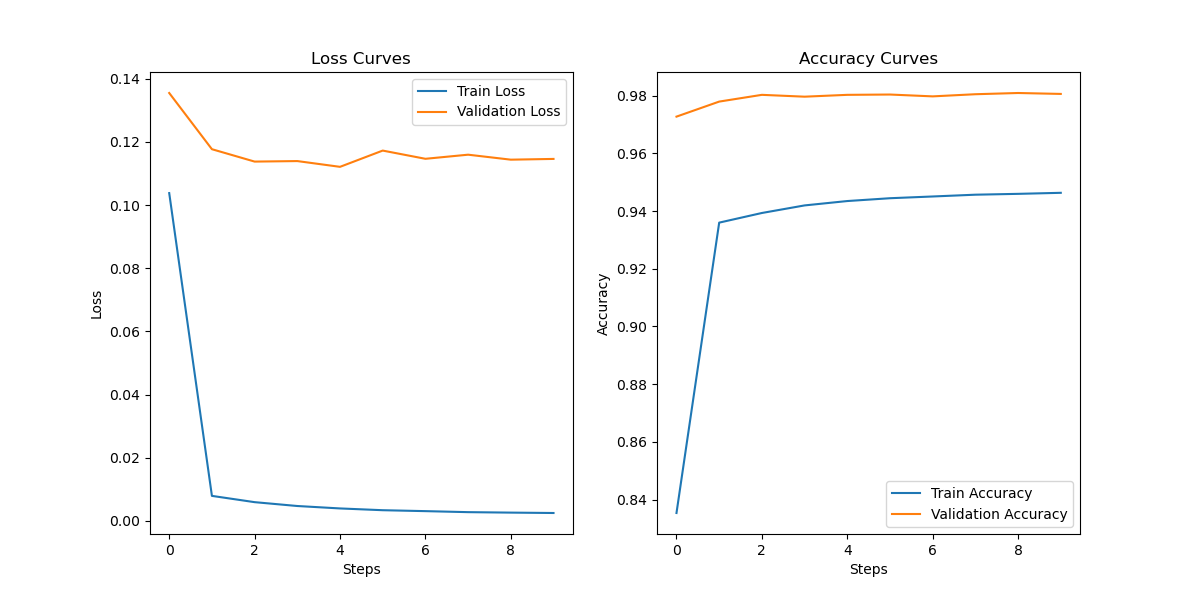 Loss Curves
0.14
0.12
0.10
0.08
0.06
0.04
0.02
0.00
Loss
0
2
4
6
8
Steps
Train Loss
Validation Loss
Accuracy Curves
0.98
0.96
0.94
0.92
0.90
0.88
0.86
0.84
Accuracy
0
2
4
6
8
Steps
Train Accuracy
Validation Accuracy